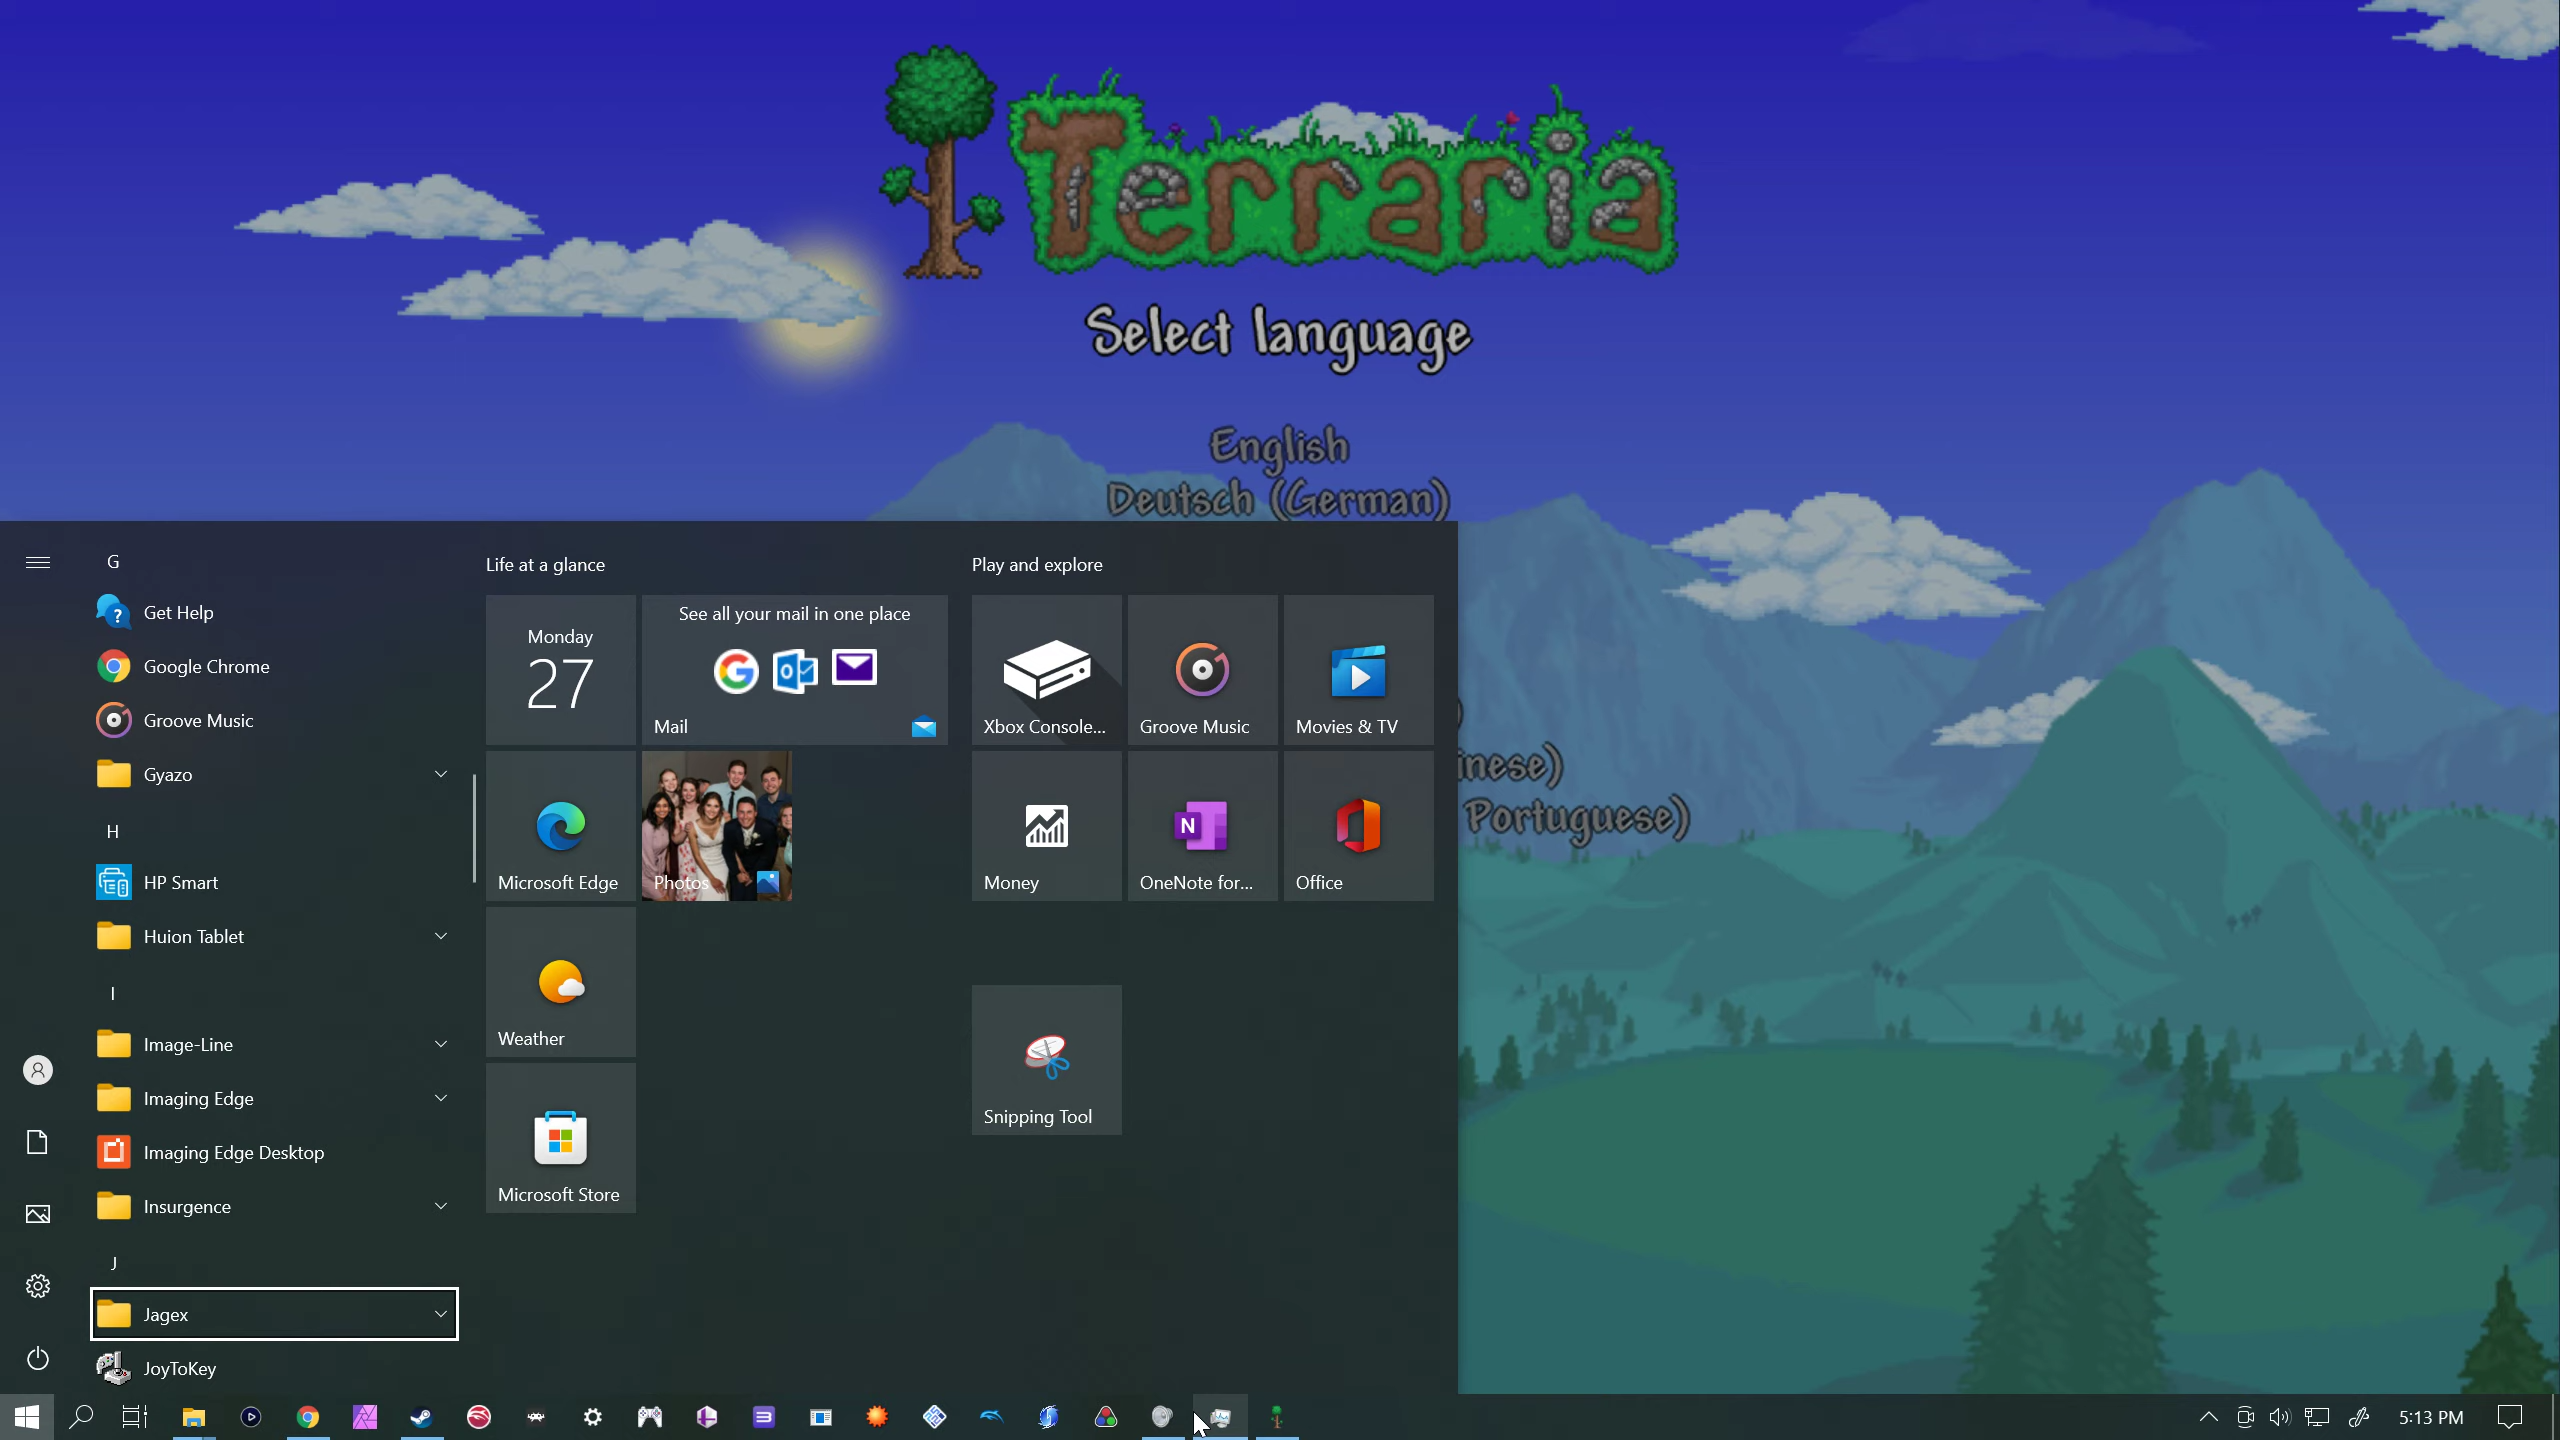 Terraria
Select language
English
Deutsch (German)
inese)
Portuguese)
G
Get Help
Google Chrome
Groove Music
Gyazo
H
HP Smart
Huion Tablet
I
Image-Line
Imaging Edge
Imaging Edge Desktop
Insurgence
J
Jagex
JoyToKey
Life at a glance
Monday
27
See all your mail in one place
Mail
Microsoft Edge
Photos
Weather
Microsoft Store
Play and explore
Xbox Console...
Groove Music
Movies & TV
Money
N
OneNote for...
Office
Snipping Tool
5:13 PM